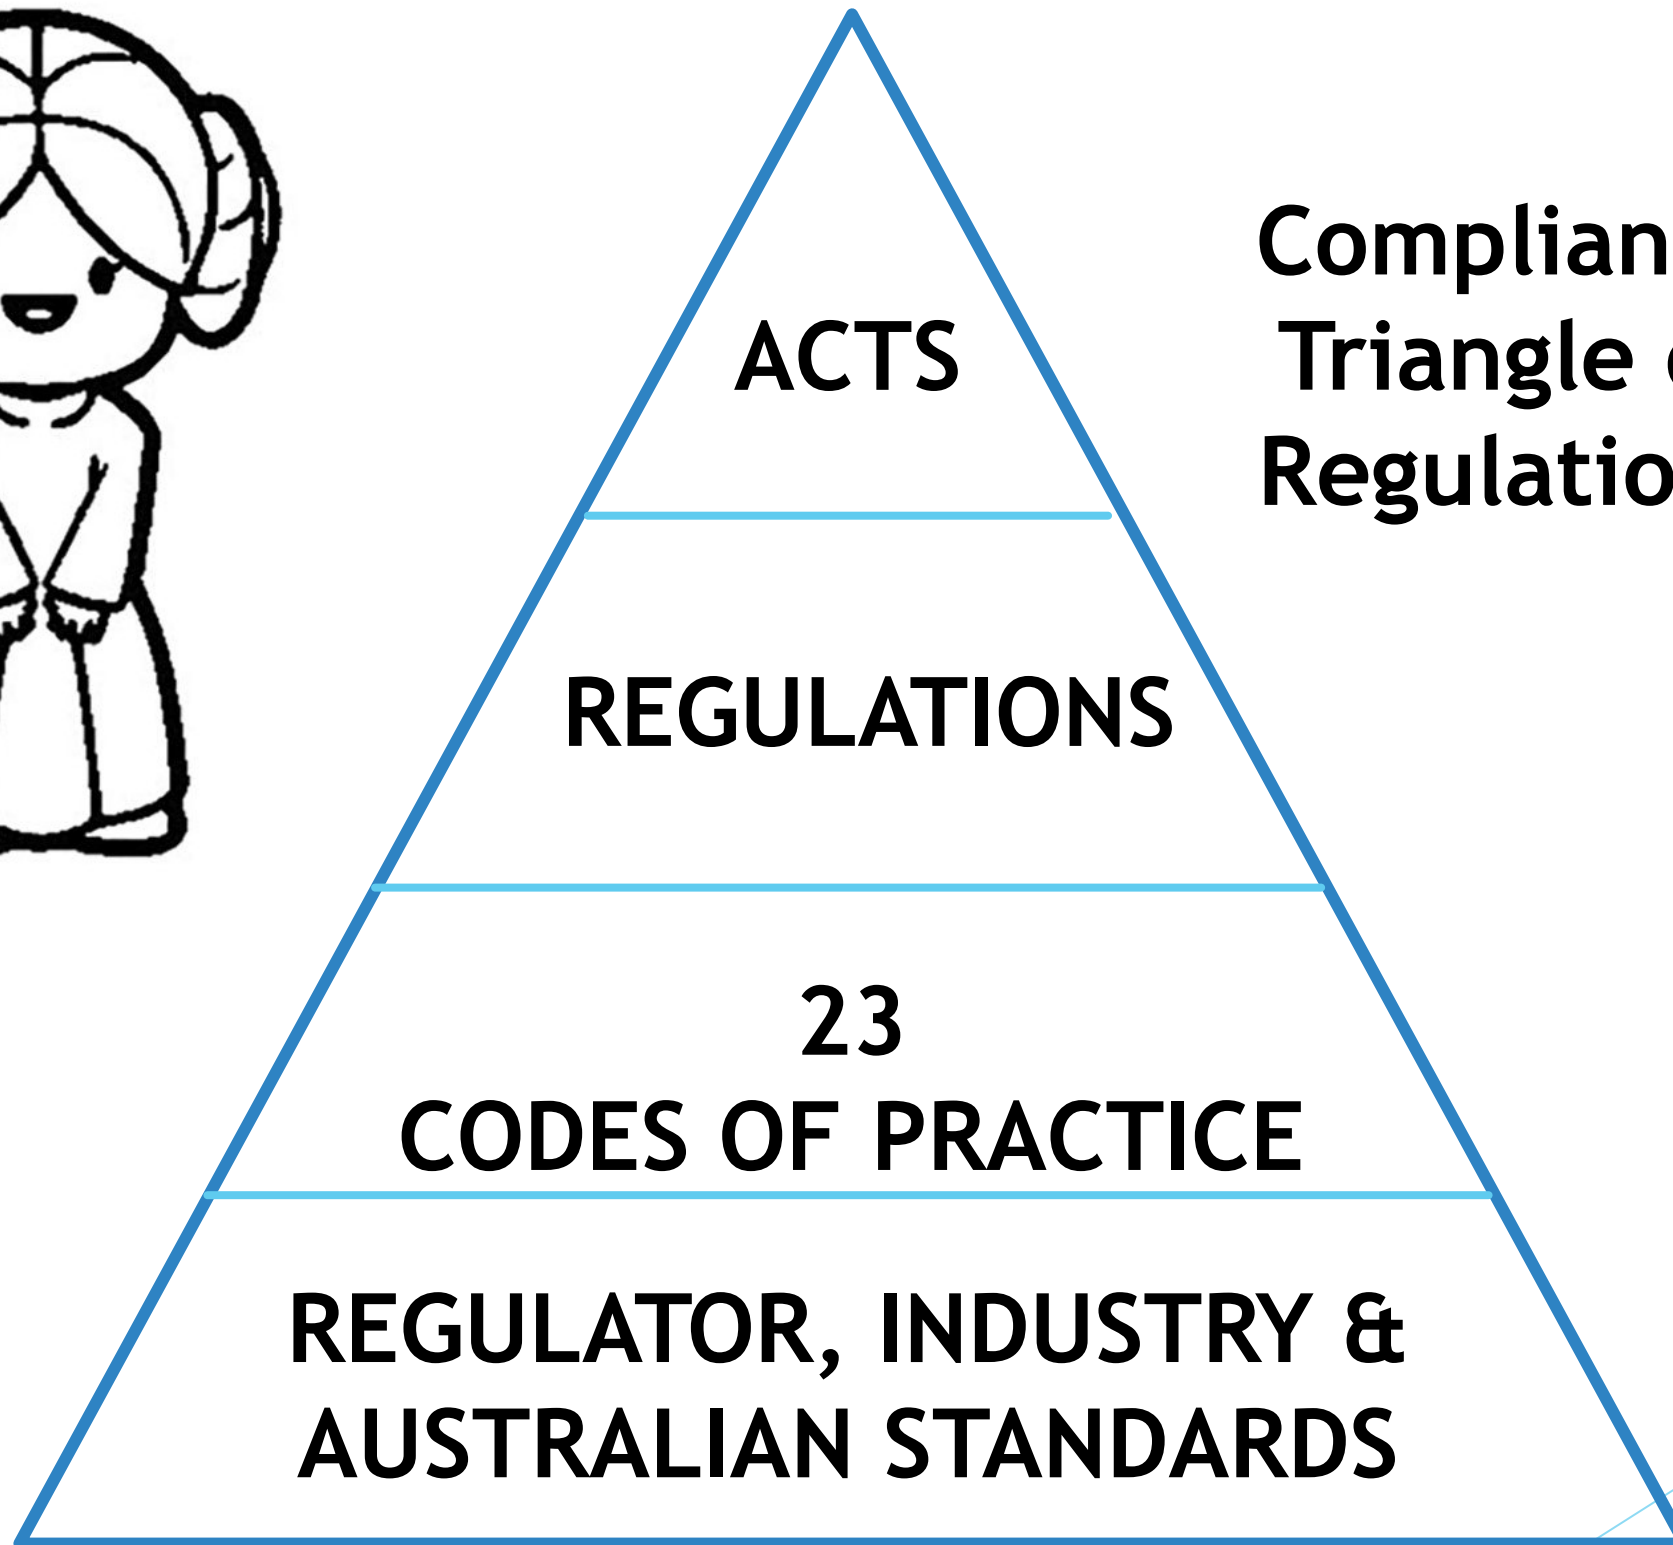 Complian
Triangle
Regulatio
ACTS
REGULATIONS
23
CODES OF PRACTICE
REGULATOR, INDUSTRY &
AUSTRALIAN STANDARDS